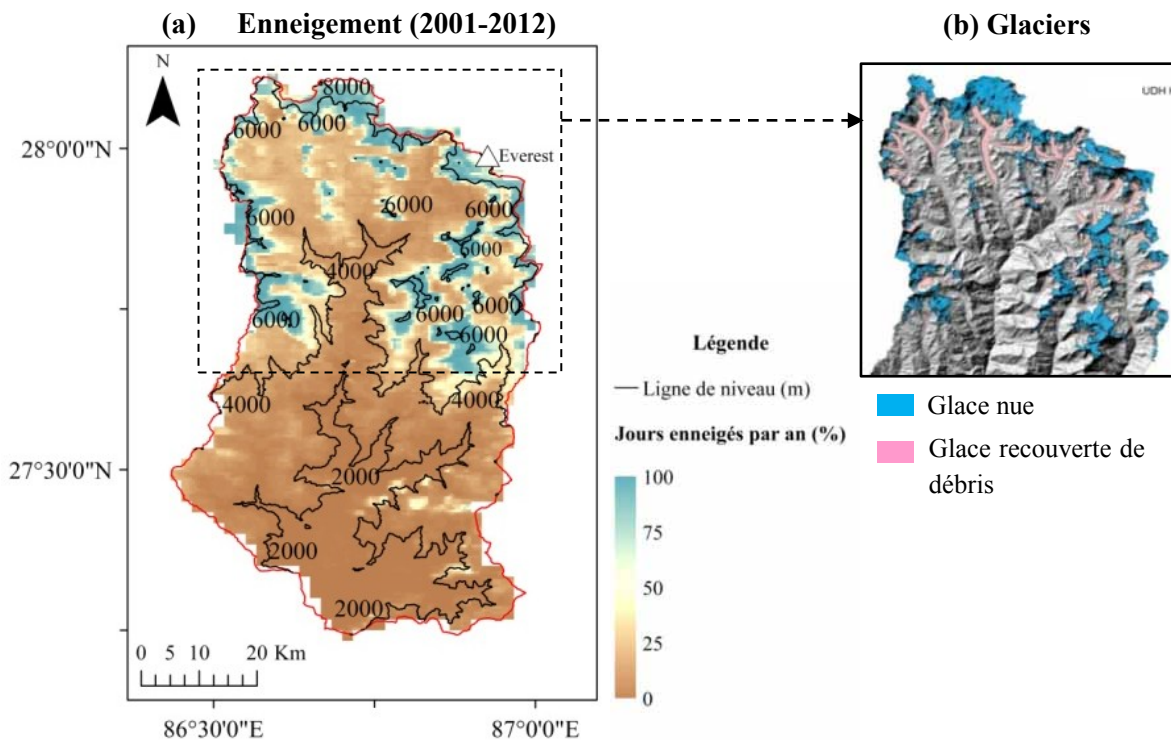 (a) Enneigement (2001-2012)
(b) Glaciers
N
8000
6000
6000
28°0'0"N
Everest
6000
6000
6000
6000
4000
6000
6000
6000
6000
4000
4000
27°30'0"N
2000
2000
2000
0 5 10 20 Km
86°30'0"E
87°0'0"E
Légende
Ligne de niveau (m)
Jours enneigés par an (%)
100
75
50
25
0
UDH
Glace nue
Glace recouverte de
débris